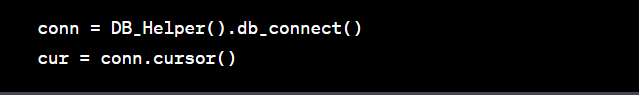 conn = DB_Helper().db_connect()
cur = conn.cursor()